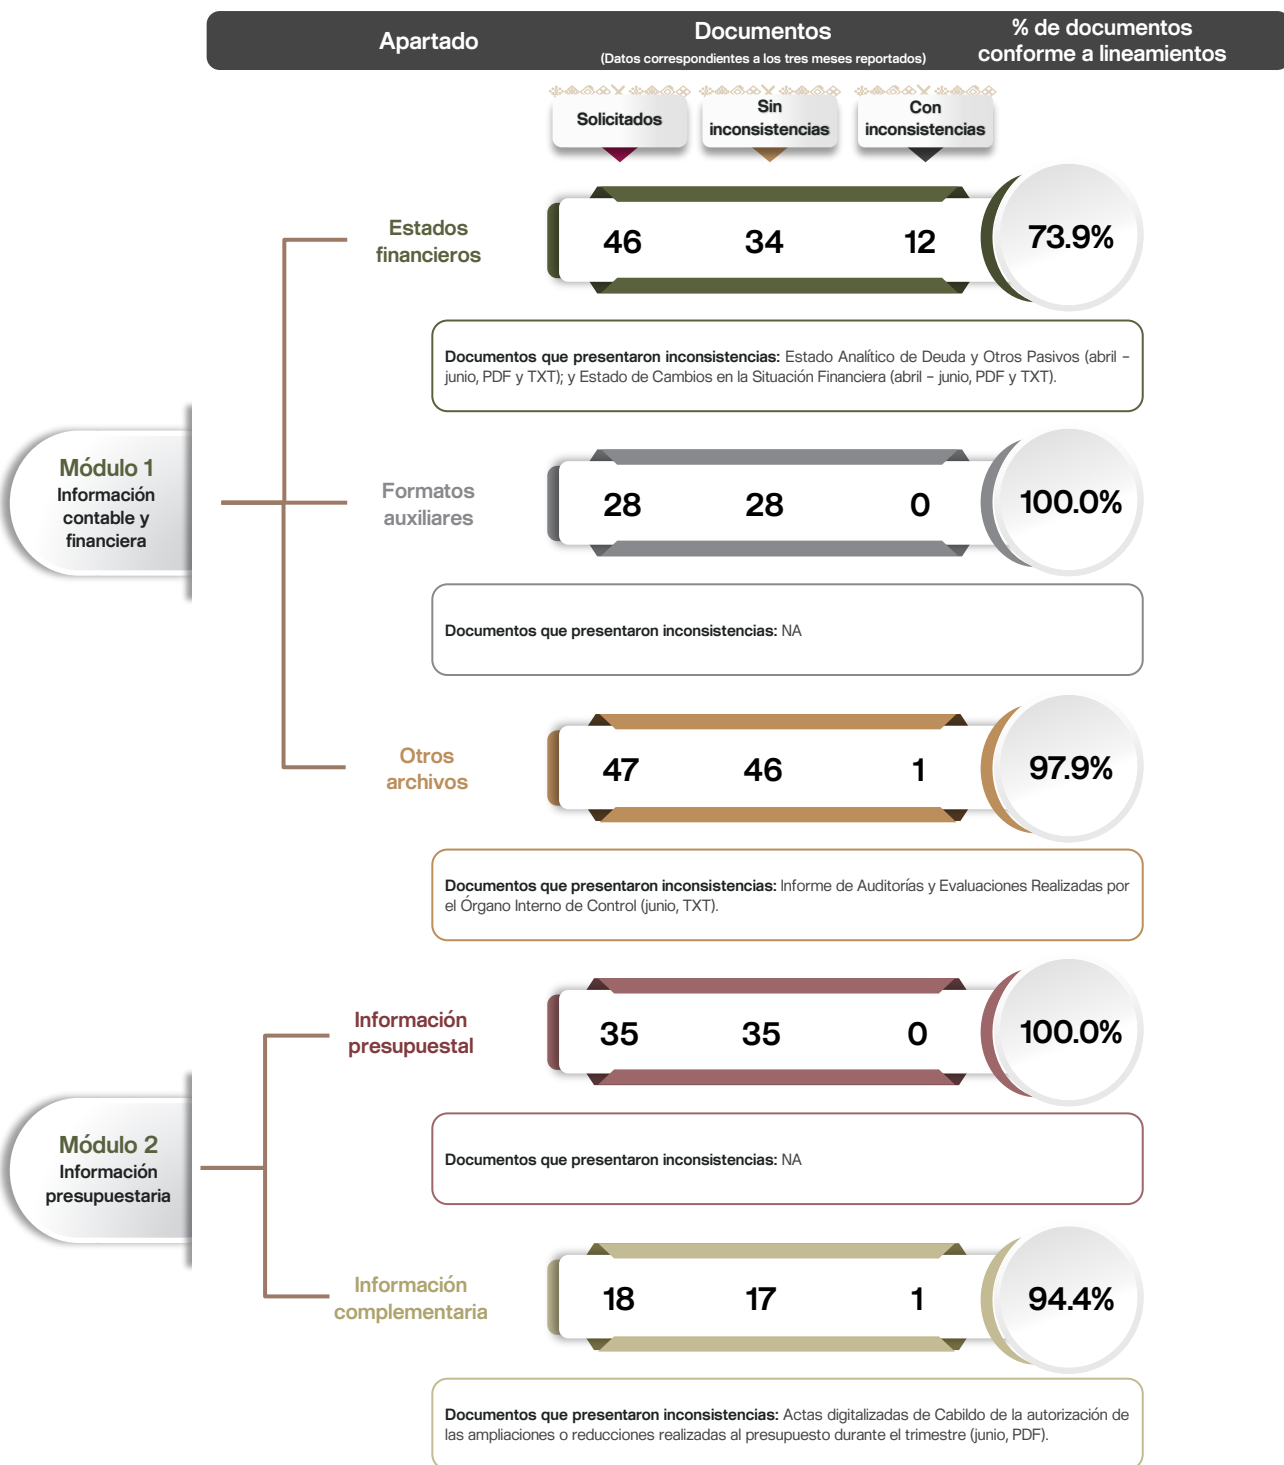 Apartado
Documentos
(Datos correspondientes a los tres meses reportados)
% de documentos
conforme a lineamientos
Solicitados
Sin
inconsistencias
Con
inconsistencias
Módulo 1
Información
contable y
financiera
Estados
financieros
46 34 12 73.9%
Documentos que presentaron inconsistencias: Estado Analítico de Deuda y Otros Pasivos (abril –
junio, PDF y TXT); y Estado de Cambios en la Situación Financiera (abril – junio, PDF y TXT).
Formatos
auxiliares
28 28 0 100.0%
Documentos que presentaron inconsistencias: NA
Otros
archivos
47 46 1 97.9%
Documentos que presentaron inconsistencias: Informe de Auditorías y Evaluaciones Realizadas por
el Órgano Interno de Control (junio, TXT).
Módulo 2
Información
presupuestaria
Información
presupuestal
35 35 0 100.0%
Documentos que presentaron inconsistencias: NA
Información
complementaria
18 17 1 94.4%
Documentos que presentaron inconsistencias: Actas digitalizadas de Cabildo de la autorización de
las ampliaciones o reducciones realizadas al presupuesto durante el trimestre (junio, PDF).